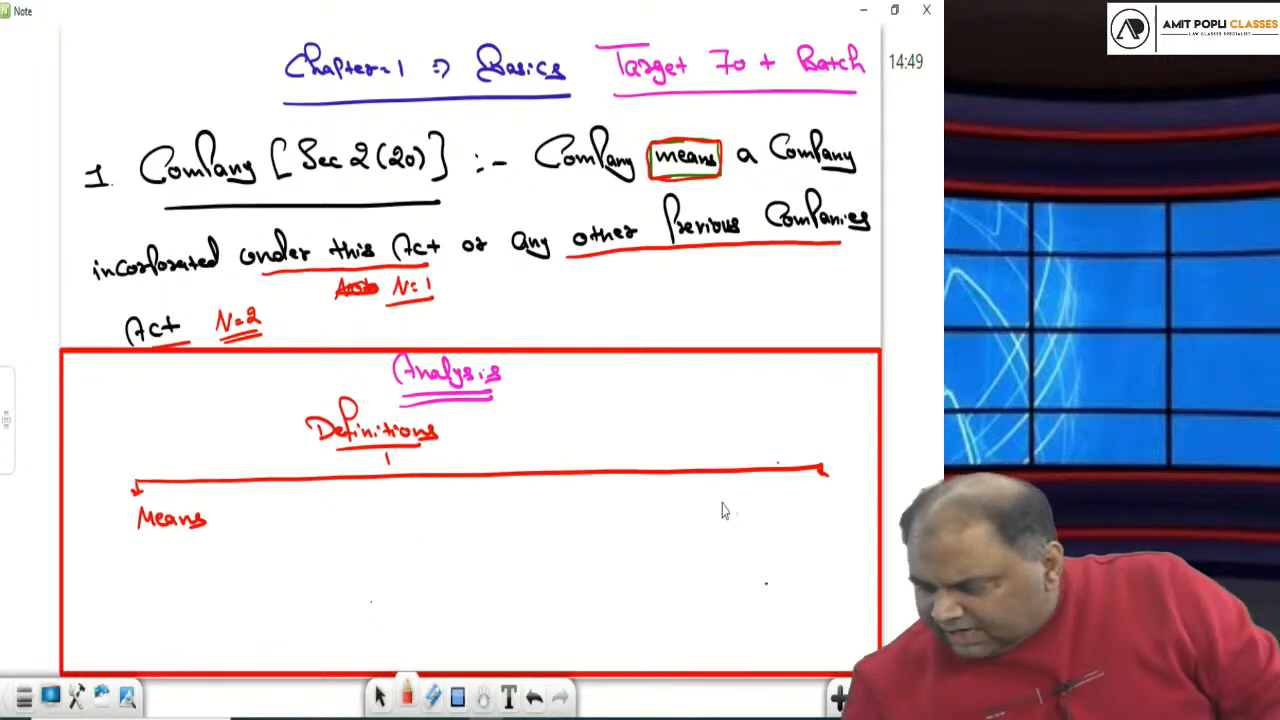 Note
AMIT POPLI CLASSES
LAW CLASSES SPECIALIST
14:49
Chapter-1 => Basics Target 70 + Batch
1. Company [Sec 2(20)] :- Company means a Company
incorporated under this Act or any other Previous Companies
N=1
Act N=2
Analysis
Definitions
Means